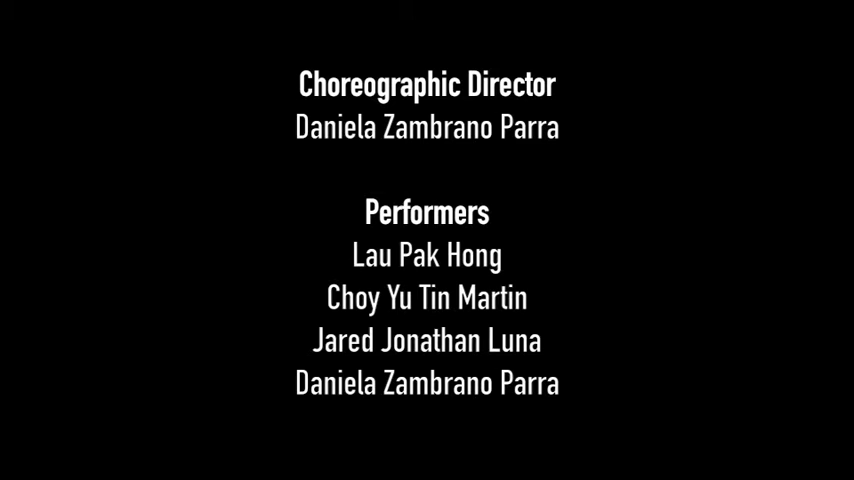 Choreographic Director
Daniela Zambrano Parra
Performers
Lau Pak Hong
Choy Yu Tin Martin
Jared Jonathan Luna
Daniela Zambrano Parra